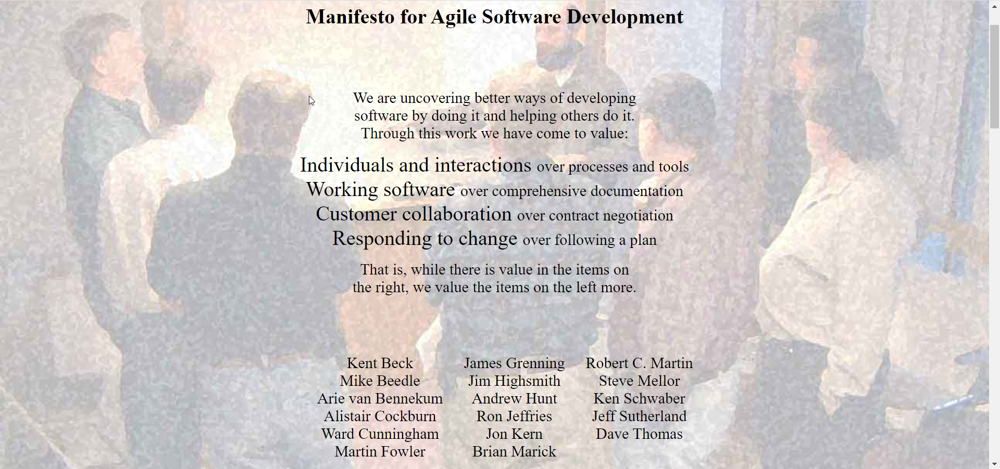 Manifesto for Agile Software Development
We are uncovering better ways of developing
software by doing it and helping others do it.
Through this work we have come to value:
Individuals and interactions over processes and tools
Working software over comprehensive documentation
Customer collaboration over contract negotiation
Responding to change over following a plan
That is, while there is value in the items on
the right, we value the items on the left more.
Kent Beck
Mike Beedle
Arie van Bennekum
Alistair Cockburn
Ward Cunningham
Martin Fowler
James Grenning
Jim Highsmith
Andrew Hunt
Ron Jeffries
Jon Kern
Brian Marick
Robert C. Martin
Steve Mellor
Ken Schwaber
Jeff Sutherland
Dave Thomas